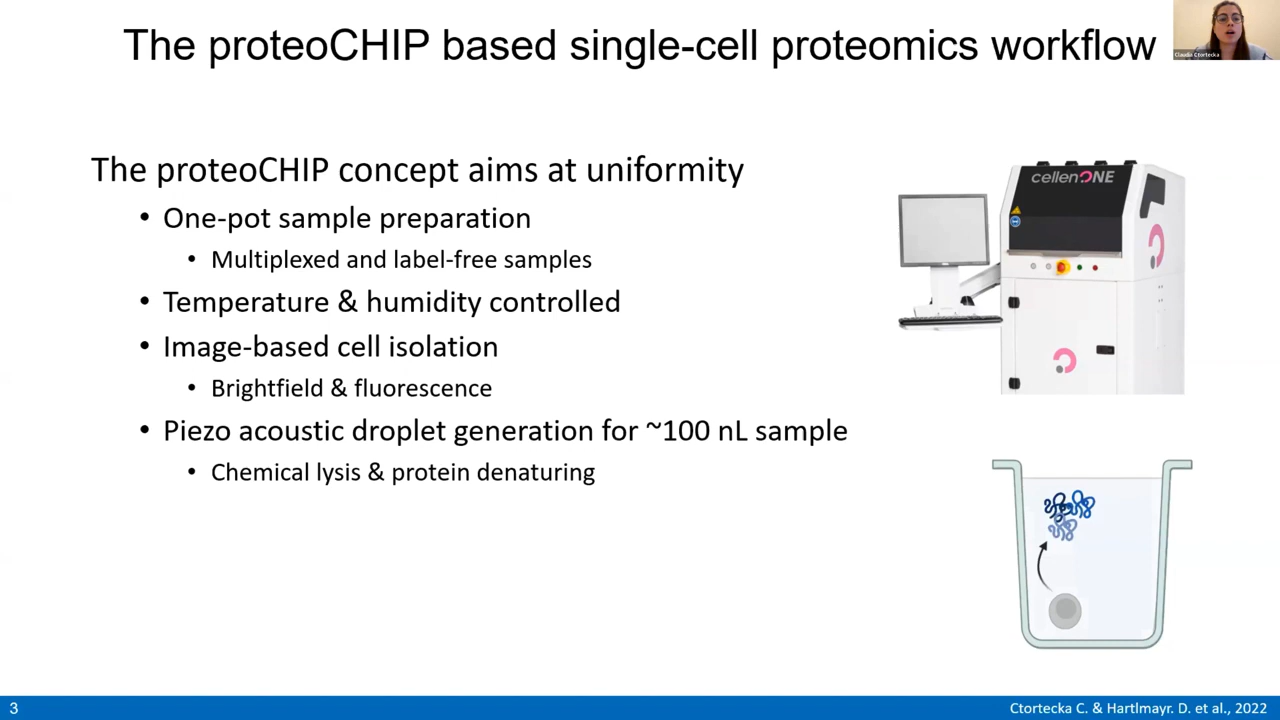 The proteoCHIP based single-cell proteomics workflow
Claudia Ctortecka
The proteoCHIP concept aims at uniformity
• One-pot sample preparation
• Multiplexed and label-free samples
• Temperature & humidity controlled
• Image-based cell isolation
• Brightfield & fluorescence
• Piezo acoustic droplet generation for ~100 nL sample
• Chemical lysis & protein denaturing
cellenONE
3
Ctortecka C. & Hartlmayr. D. et al., 2022